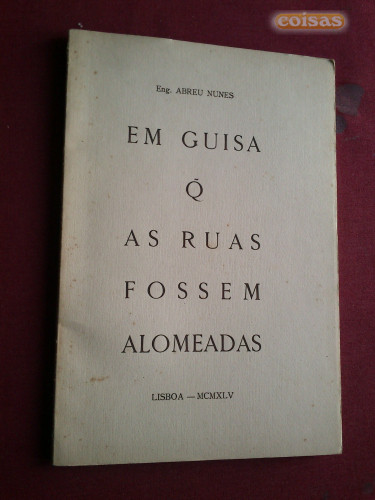 coisas
Eng. ABREU NUNES
EM GUISA
Q̃
AS RUAS
FOSSEM
ALOMEADAS
LISBOA — MCMXLV